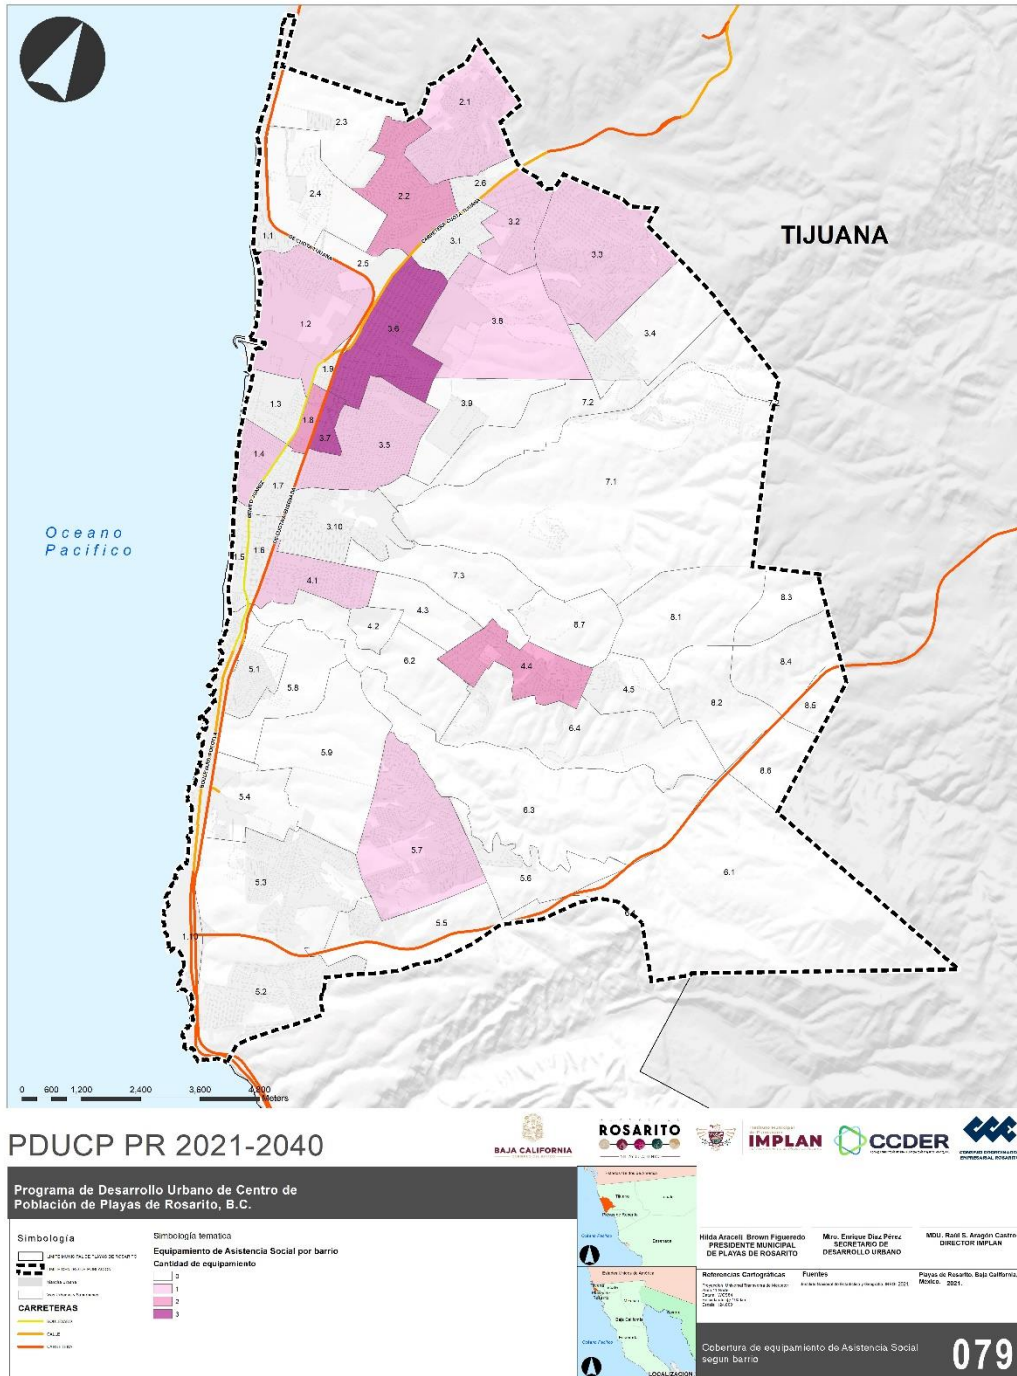 2.1
2.3
2.2
2.6
2.4
3.2
1.1
3.1
CARRETERA CUOTA TIJUANA
TIJUANA
3.3
2.5
1.2
3.6
3.8
3.4
1.9
1.3
3.9
7.2
1.8
3.7
3.5
1.4
1.7
7.1
3.10
Oceano
Pacifico
1.5
1.6
4.1
7.3
8.3
4.3
8.1
4.2
8.7
6.2
4.4
8.4
5.1
4.5
5.8
8.2
8.5
6.4
5.9
8.6
5.4
6.3
5.7
5.6
6.1
5.3
5.5
1.10
5.2
0 600 1,200 2,400 3,600 4,800
Meters
PDUCP PR 2021-2040
BAJA CALIFORNIA
ROSARITO
IMPLAN
CCDER
Programa de Desarrollo Urbano de Centro de
Población de Playas de Rosarito, B.C.
Simbología
CARRETERAS
CALLE
Simbología tematica
Equipamiento de Asistencia Social por barrio
Cantidad de equipamiento
0
1
2
3
LOCALIZACIÓN
Hilda Araceli Brown Figueredo
PRESIDENTE MUNICIPAL
DE PLAYAS DE ROSARITO
Mtro. Enrique Diaz Pérez
SECRETARIO DE
DESARROLLO URBANO
MDU. Raúl S. Aragón Castro
DIRECTOR IMPLAN
Referencias Cartográficas
Fuentes
Playas de Rosarito, Baja California,
México. 2021.
Cobertura de equipamiento de Asistencia Social
segun barrio
079